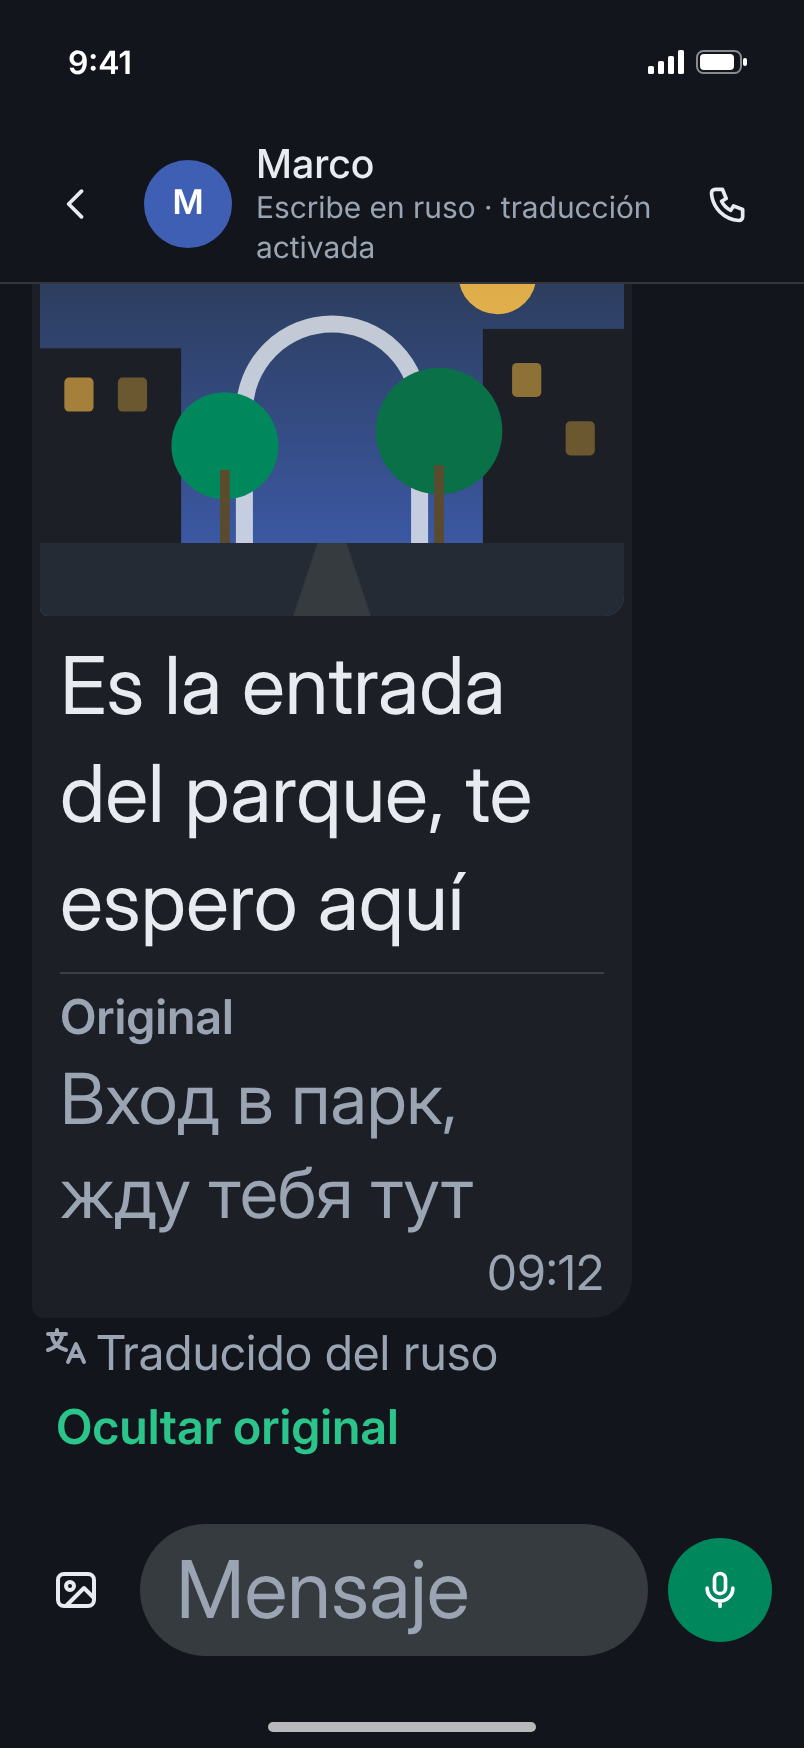 9:41
M
Marco
Escribe en ruso · traducción
activada
Es la entrada
del parque, te
espero aquí
Original
Вход в парк,
жду тебя тут
09:12
Traducido del ruso
Ocultar original
Mensaje